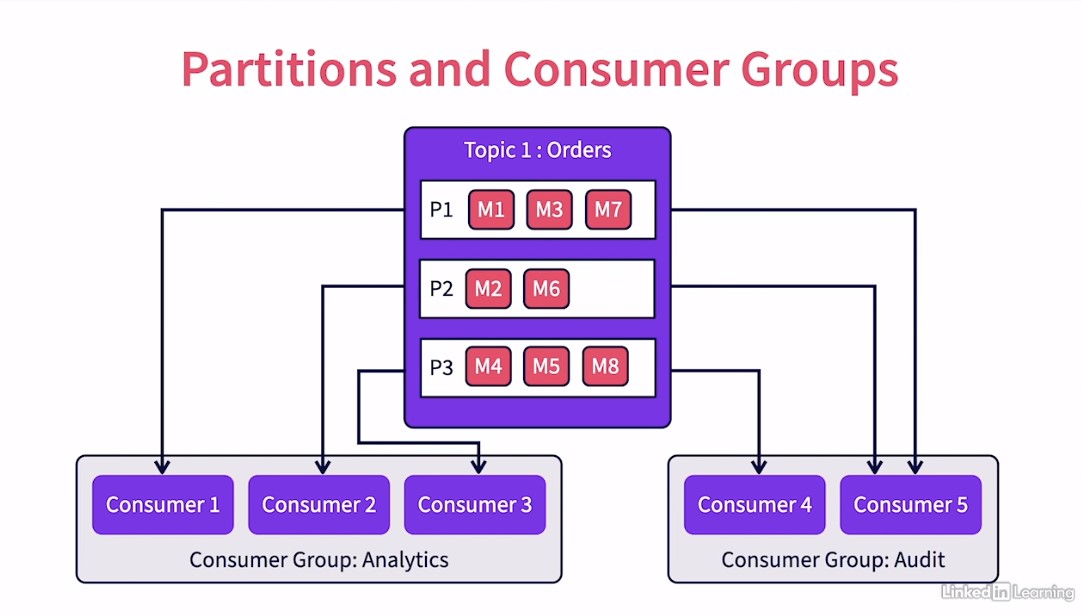 Partitions and Consumer Groups
Topic 1 : Orders
P1 M1 M3 M7
P2 M2 M6
P3 M4 M5 M8
Consumer 1 Consumer 2 Consumer 3
Consumer Group: Analytics
Consumer 4 Consumer 5
Consumer Group: Audit
Linked in Learning